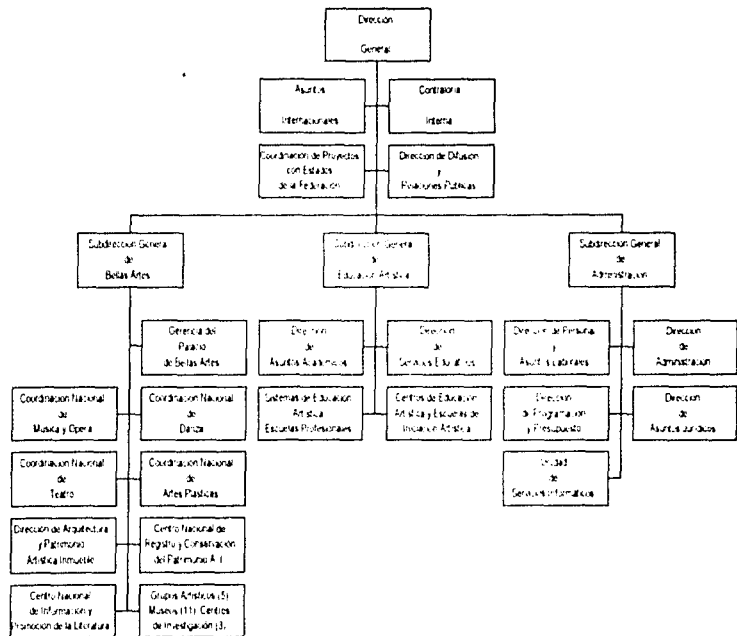 Dirección
General
Asuntos
Internacionales
Contraloria
Interna
Coordinacion de Proyectos
con Estados
de la Federación
Dirección de Difusión
y
Relaciones Públicas
Subdirección General
de
Bellas Artes
Subdirección General
de
Educación Artística
Subdirección General
de
Administración
Gerencia del
Palacio
de Bellas Artes
Dirección
de
Asuntos Académicos
Dirección
de
Servicios Educativos
Dirección de Personal
y
Asuntos Laborales
Dirección
de
Administración
Coordinación Nacional
de
Música y Opera
Coordinación Nacional
de
Danza
Sistemas de Educación
Artística
Escuelas Profesionales
Centros de Educación
Artística y Escuelas de
Iniciación Artística
Dirección
de Programación
y Presupuesto
Dirección
de
Asuntos Jurídicos
Coordinación Nacional
de
Teatro
Coordinación Nacional
de
Artes Plásticas
Unidad
de
Servicios Informáticos
Dirección de Arquitectura
y Patrimonio
Artística Inmueble
Centro Nacional de
Registro y Conservación
del Patrimonio A. I.
Centro Nacional
de Información y
Promoción de la Literatura
Grupos Artísticos (5)
Museos (11) Centros
de Investigación (3)